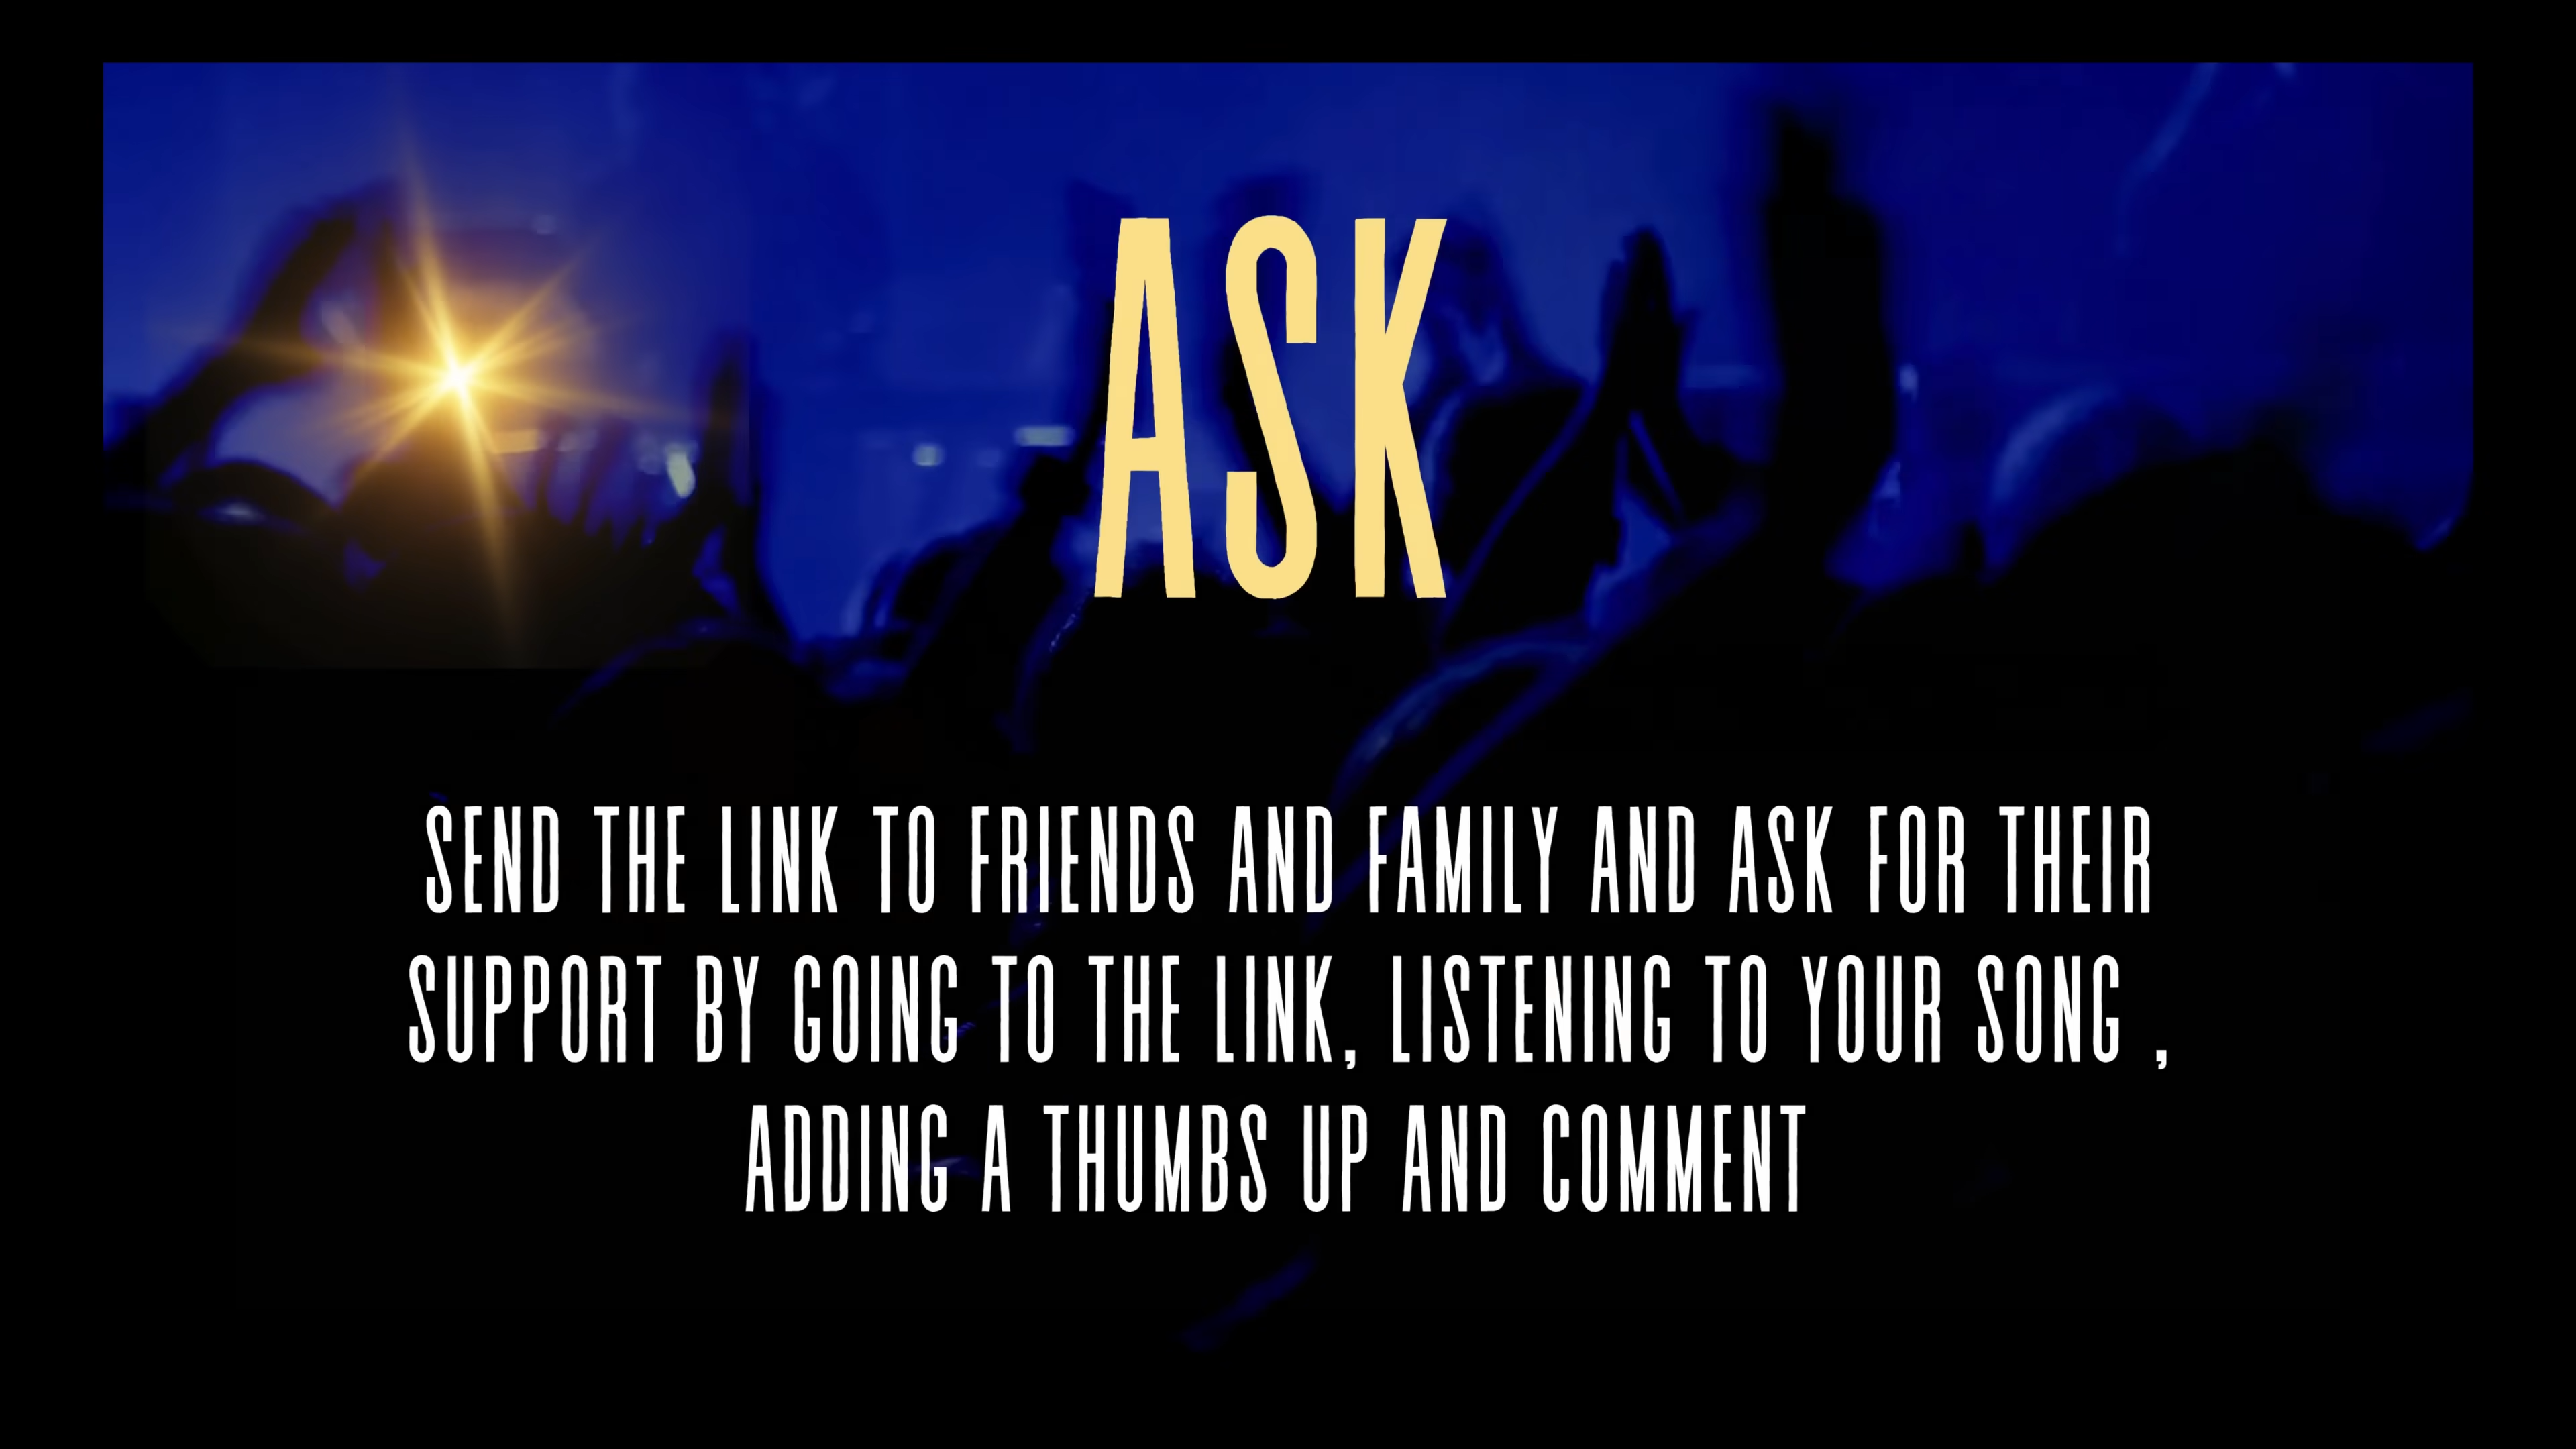 ASK
SEND THE LINK TO FRIENDS AND FAMILY AND ASK FOR THEIR
SUPPORT BY GOING TO THE LINK, LISTENING TO YOUR SONG ,
ADDING A THUMBS UP AND COMMENT